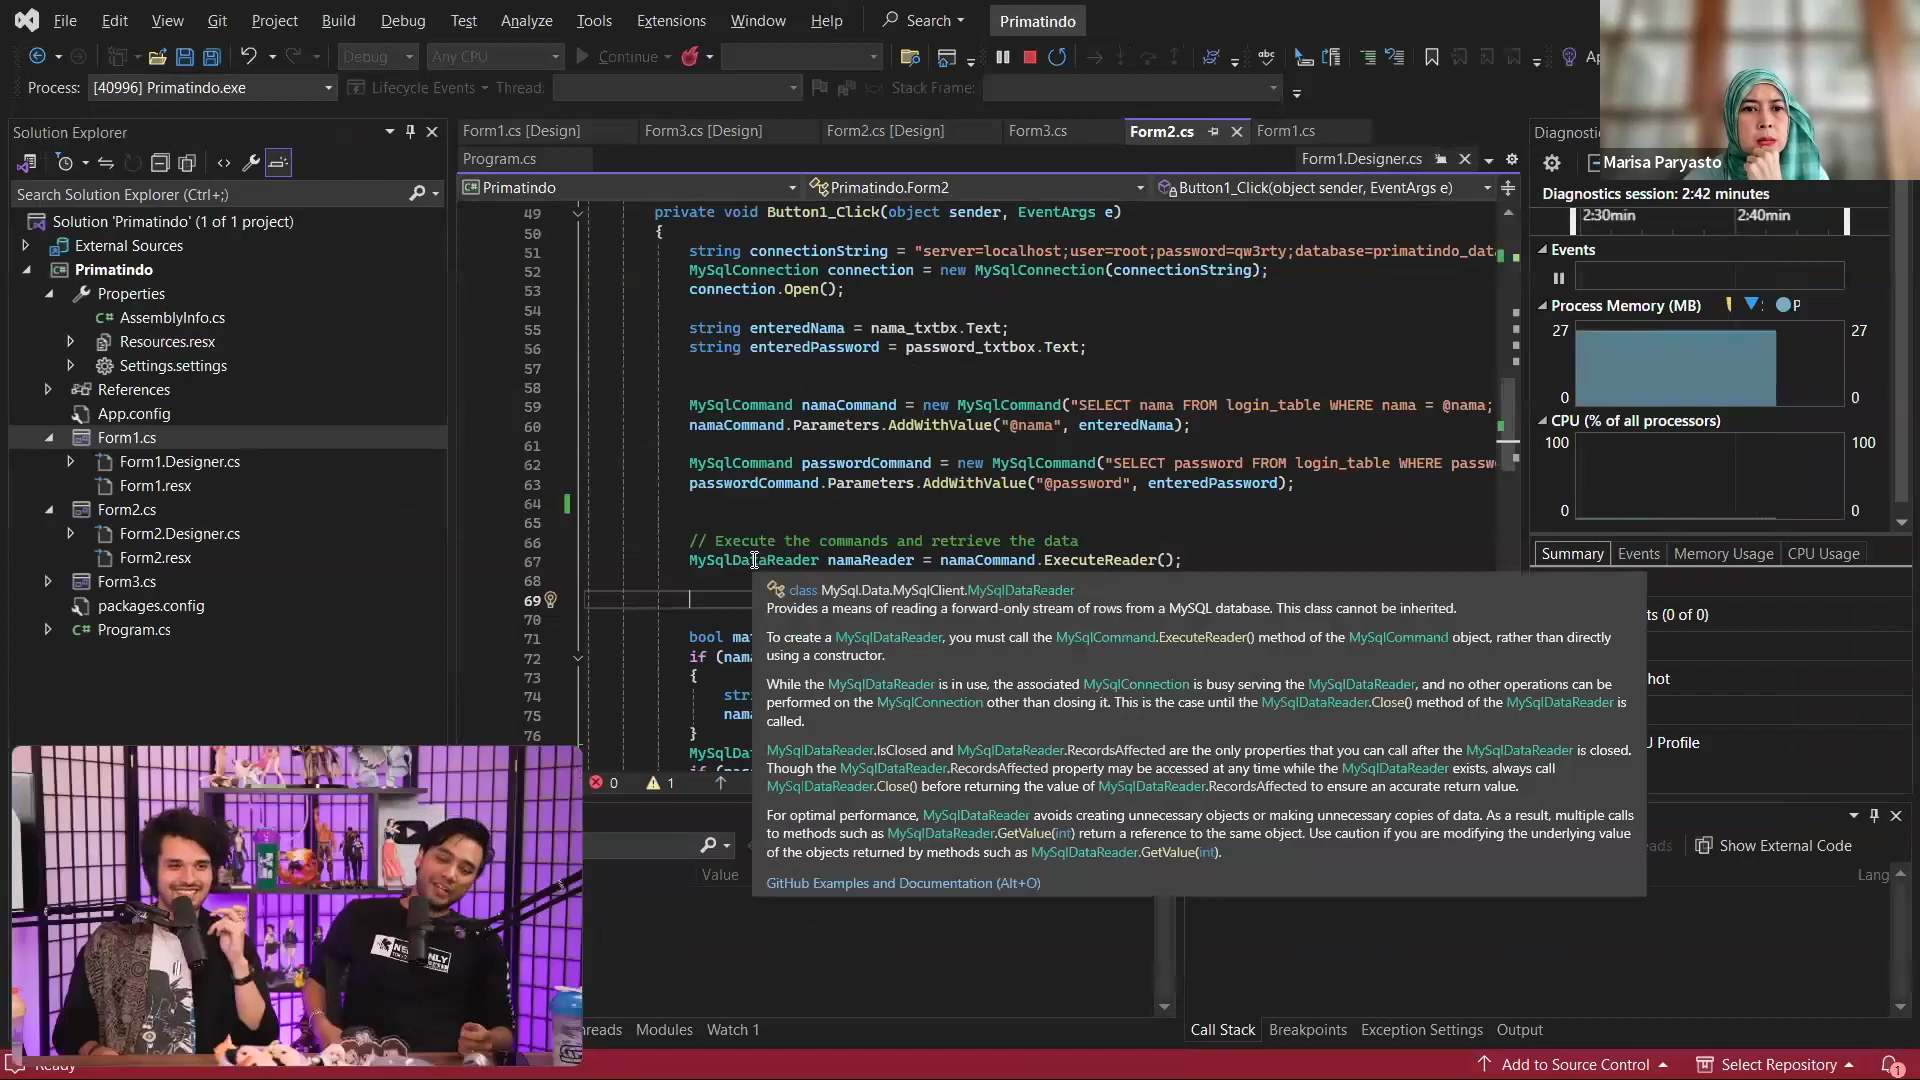 File Edit View Git Project Build Debug Test Analyze Tools Extensions Window Help Search Primatindo
Debug Any CPU Continue
Process: [40996] Primatindo.exe Lifecycle Events Thread: Stack Frame:
Marisa Paryasto
Solution Explorer
Search Solution Explorer (Ctrl+;)
Solution 'Primatindo' (1 of 1 project)
External Sources
Primatindo
Properties
AssemblyInfo.cs
Resources.resx
Settings.settings
References
App.config
Form1.cs
Form1.Designer.cs
Form1.resx
Form2.cs
Form2.Designer.cs
Form2.resx
Form3.cs
packages.config
Program.cs
Form1.cs [Design] Form3.cs [Design] Form2.cs [Design] Form3.cs Form2.cs Form1.cs
Program.cs Form1.Designer.cs
Primatindo Primatindo.Form2 Button1_Click(object sender, EventArgs e)
49 private void Button1_Click(object sender, EventArgs e)
50 {
51 string connectionString = "server=localhost;user=root;password=qw3rty;database=primatindo_dat
52 MySqlConnection connection = new MySqlConnection(connectionString);
53 connection.Open();
54
55 string enteredNama = nama_txtbx.Text;
56 string enteredPassword = password_txtbox.Text;
57
58
59 MySqlCommand namaCommand = new MySqlCommand("SELECT nama FROM login_table WHERE nama = @nama;
60 namaCommand.Parameters.AddWithValue("@nama", enteredNama);
61
62 MySqlCommand passwordCommand = new MySqlCommand("SELECT password FROM login_table WHERE passw
63 passwordCommand.Parameters.AddWithValue("@password", enteredPassword);
64
65
66 // Execute the commands and retrieve the data
67 MySqlDataReader namaReader = namaCommand.ExecuteReader();
68
69
70
71 bool ma
72 if (nama
73 {
74 stri
75 nama
76 }
MySqlDa
0 1
class MySql.Data.MySqlClient.MySqlDataReader
Provides a means of reading a forward-only stream of rows from a MySQL database. This class cannot be inherited.
To create a MySqlDataReader, you must call the MySqlCommand.ExecuteReader() method of the MySqlCommand object, rather than directly
using a constructor.
While the MySqlDataReader is in use, the associated MySqlConnection is busy serving the MySqlDataReader, and no other operations can be
performed on the MySqlConnection other than closing it. This is the case until the MySqlDataReader.Close() method of the MySqlDataReader is
called.
MySqlDataReader.IsClosed and MySqlDataReader.RecordsAffected are the only properties that you can call after the MySqlDataReader is closed.
Though the MySqlDataReader.RecordsAffected property may be accessed at any time while the MySqlDataReader exists, always call
MySqlDataReader.Close() before returning the value of MySqlDataReader.RecordsAffected to ensure an accurate return value.
For optimal performance, MySqlDataReader avoids creating unnecessary objects or making unnecessary copies of data. As a result, multiple calls
to methods such as MySqlDataReader.GetValue(int) return a reference to the same object. Use caution if you are modifying the underlying value
of the objects returned by methods such as MySqlDataReader.GetValue(int).
GitHub Examples and Documentation (Alt+O)
Diagnostics session: 2:42 minutes
2:30min 2:40min
Events
Process Memory (MB) P
27 27
0 0
CPU (% of all processors)
100 100
0 0
Summary Events Memory Usage CPU Usage
ts (0 of 0)
hot
U Profile
Value
Show External Code
Lang
reads Modules Watch 1
Call Stack Breakpoints Exception Settings Output
Ready
Add to Source Control Select Repository 1